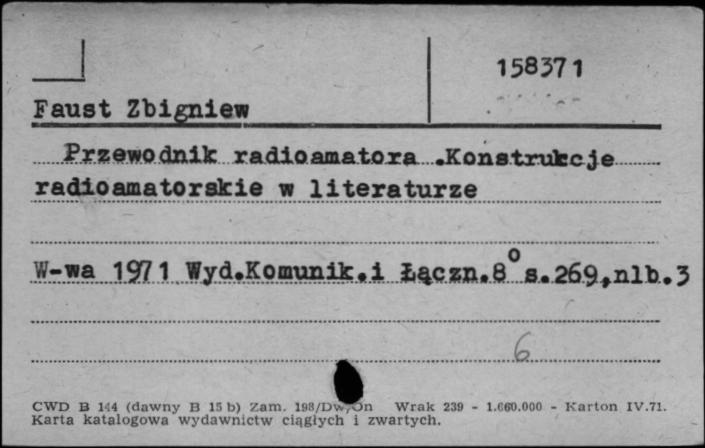 158371
Faust Zbigniew
Przewodnik radioamatora .Konstrukcje
radioamatorskie w literaturze
W-wa 1971 Wyd.Komunik.i Łączn.8° s.269,nlb.3
6
CWD B 144 (dawny B 15 b) Zam. 198/Dw/On Wrak 239 - 1.660.000 - Karton IV.71.
Karta katalogowa wydawnictw ciągłych i zwartych.